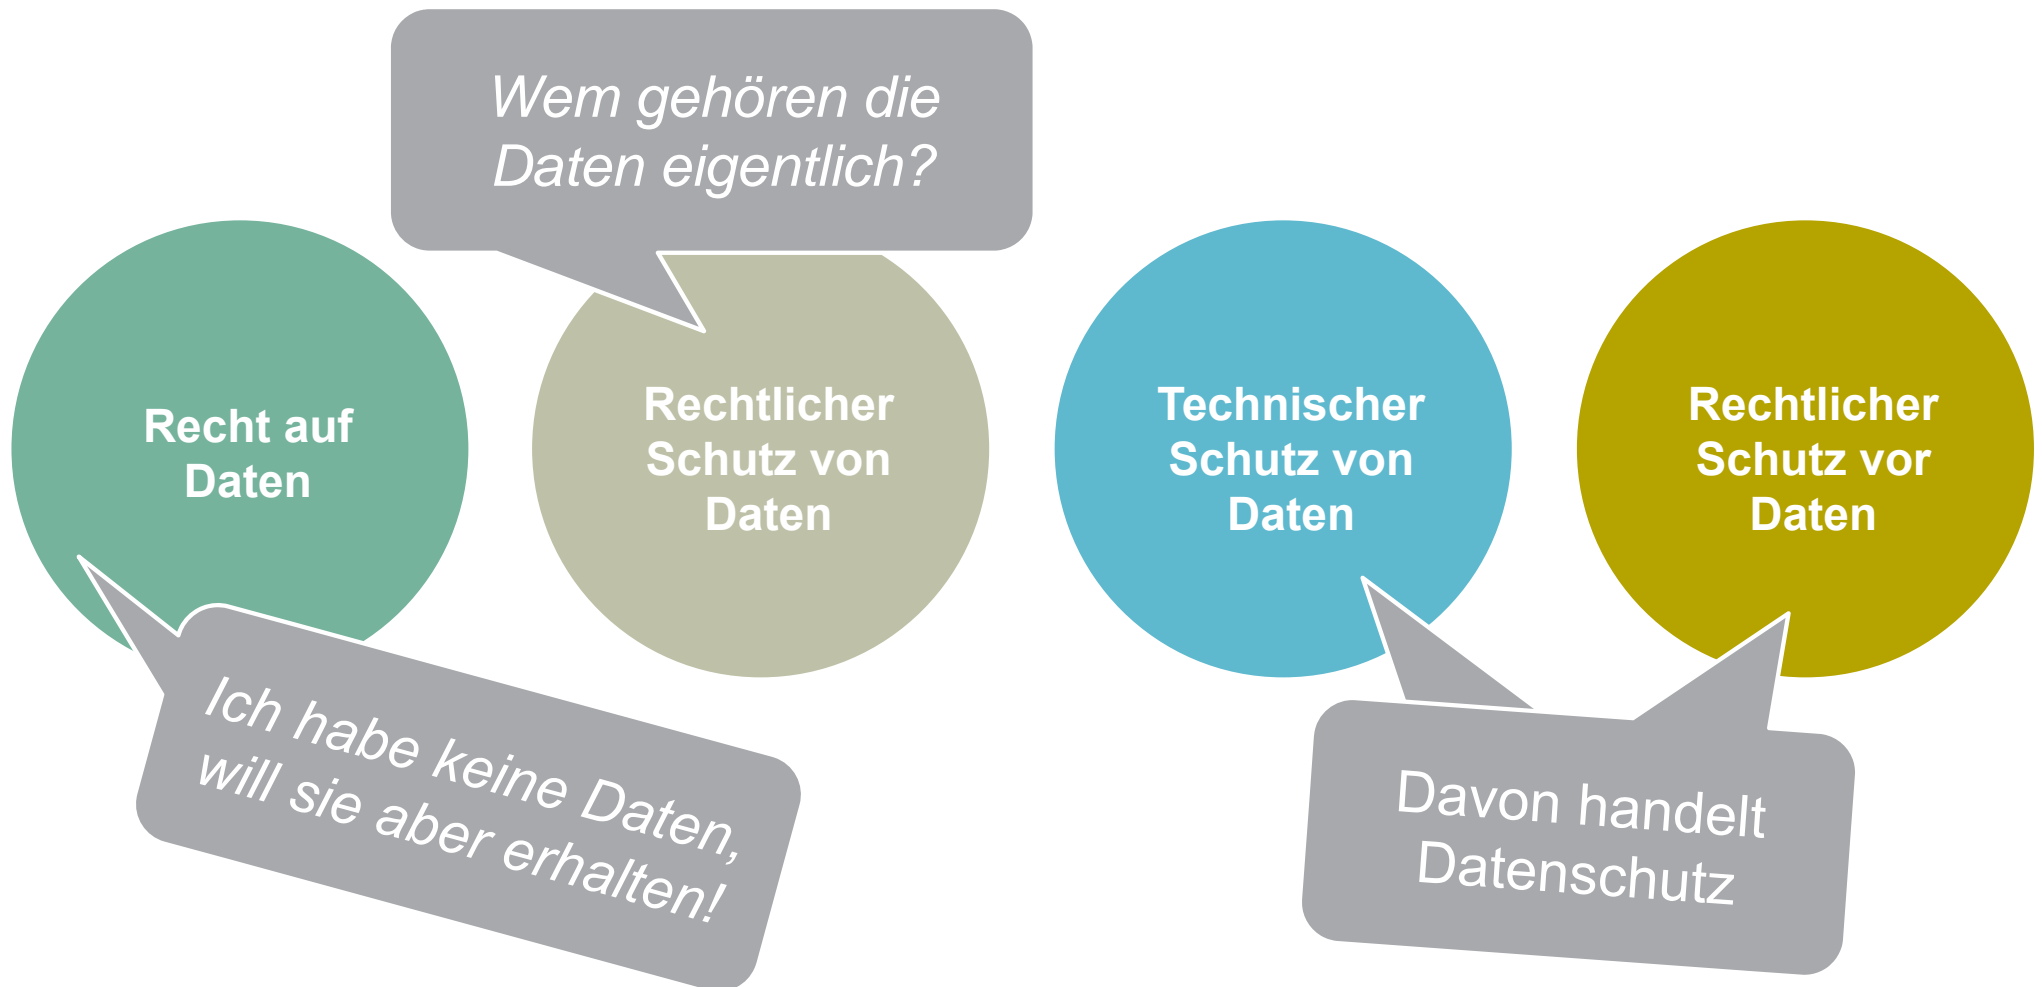 Wem gehören die
Daten eigentlich?
Recht auf
Daten
Rechtlicher
Schutz von
Daten
Technischer
Schutz von
Daten
Rechtlicher
Schutz vor
Daten
Ich habe keine Daten,
will sie aber erhalten!
Davon handelt
Datenschutz